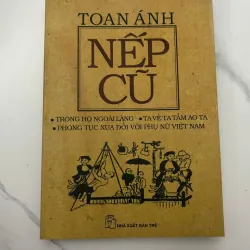 TOAN ÁNH
NẾP
CŨ
• TRONG HỌ NGOÀI LÀNG • TA VỀ TA TẮM AO TA
• PHONG TỤC XƯA ĐỐI VỚI PHỤ NỮ VIỆT NAM
NHÀ XUẤT BẢN TRẺ